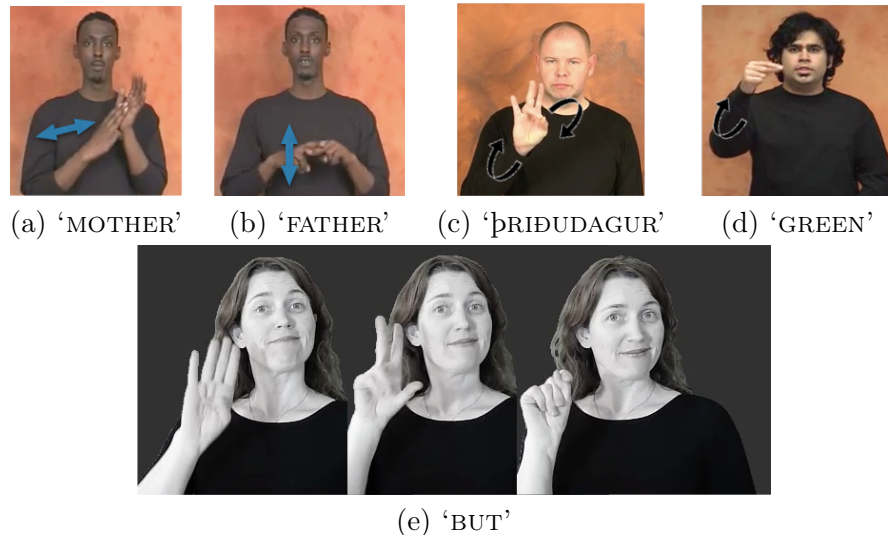 (a) ‘MOTHER’ (b) ‘FATHER’ (c) ‘ÞRIÐUDAGUR’ (d) ‘GREEN’
(e) ‘BUT’